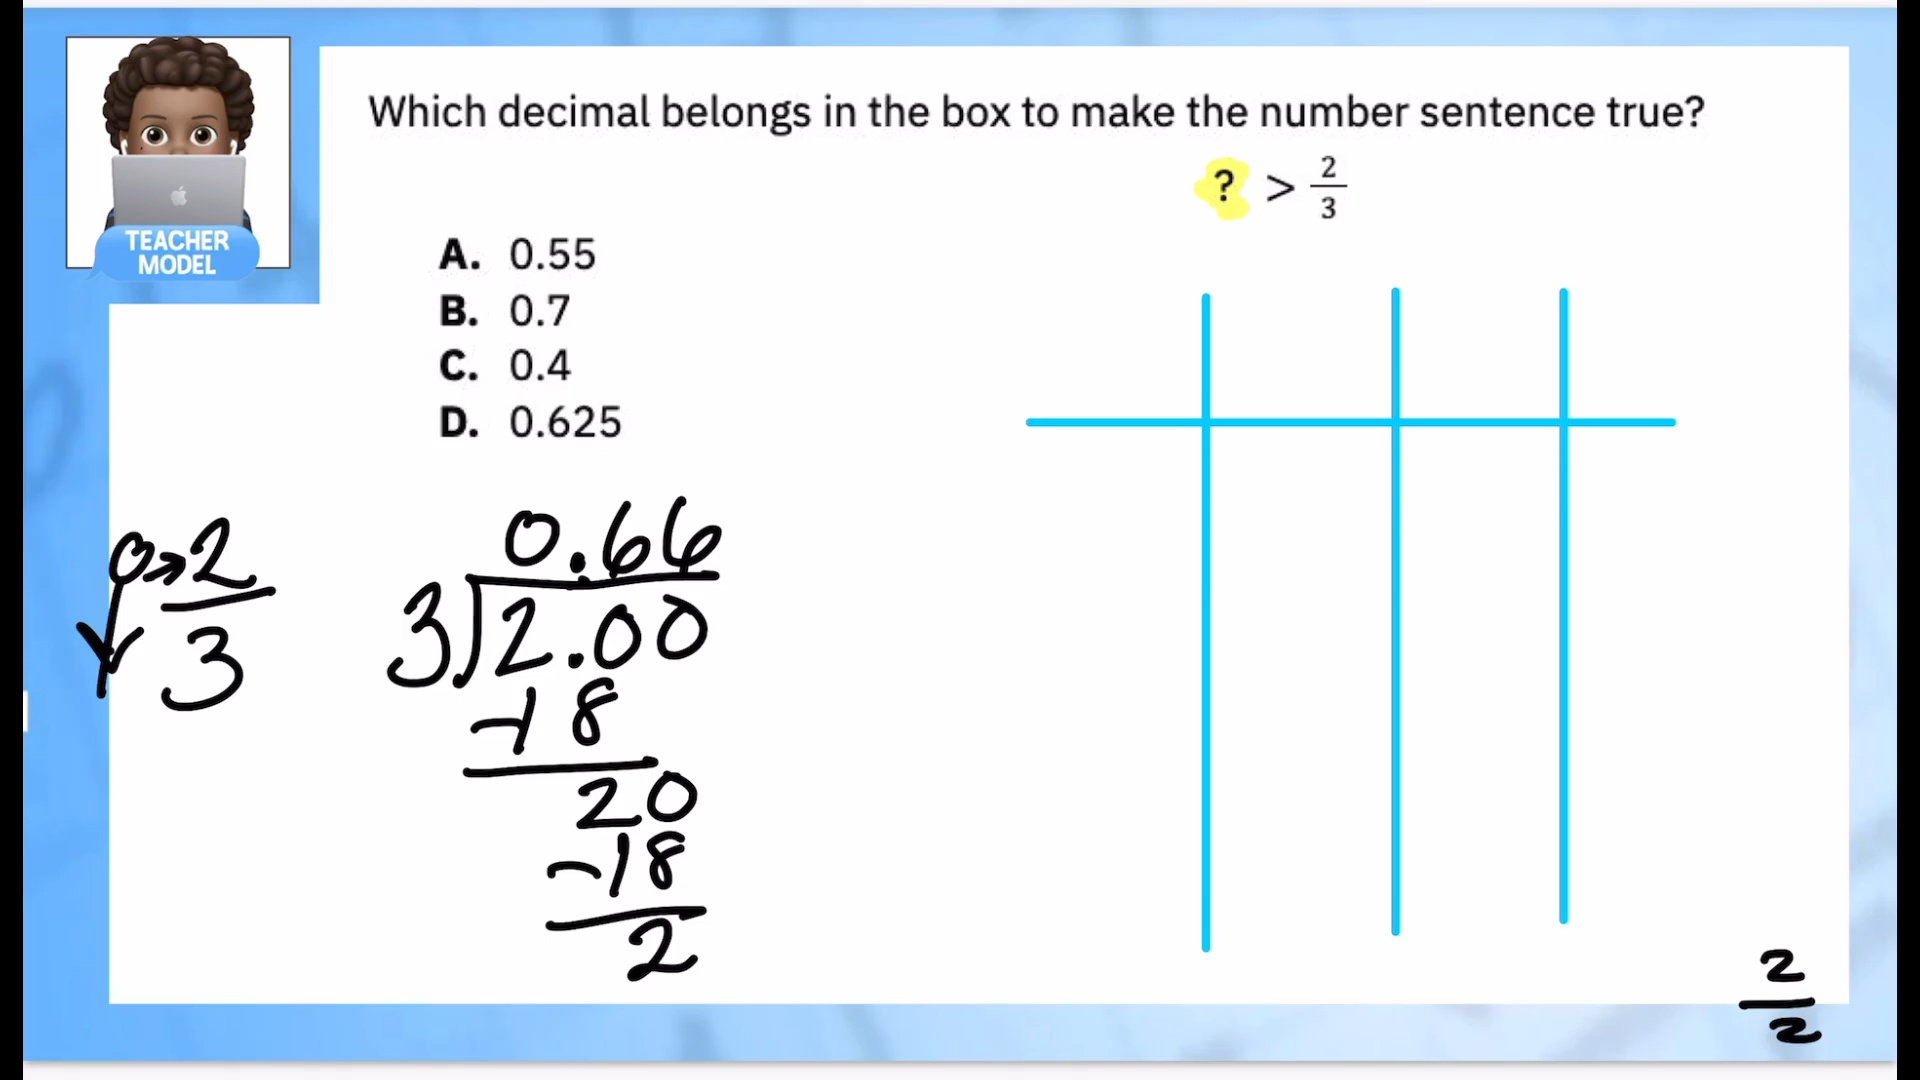 TEACHER
MODEL
Which decimal belongs in the box to make the number sentence true?
? > 2/3
A. 0.55
B. 0.7
C. 0.4
D. 0.625
2
3
0.66
3)2.00
-18
20
-18
2
2
2